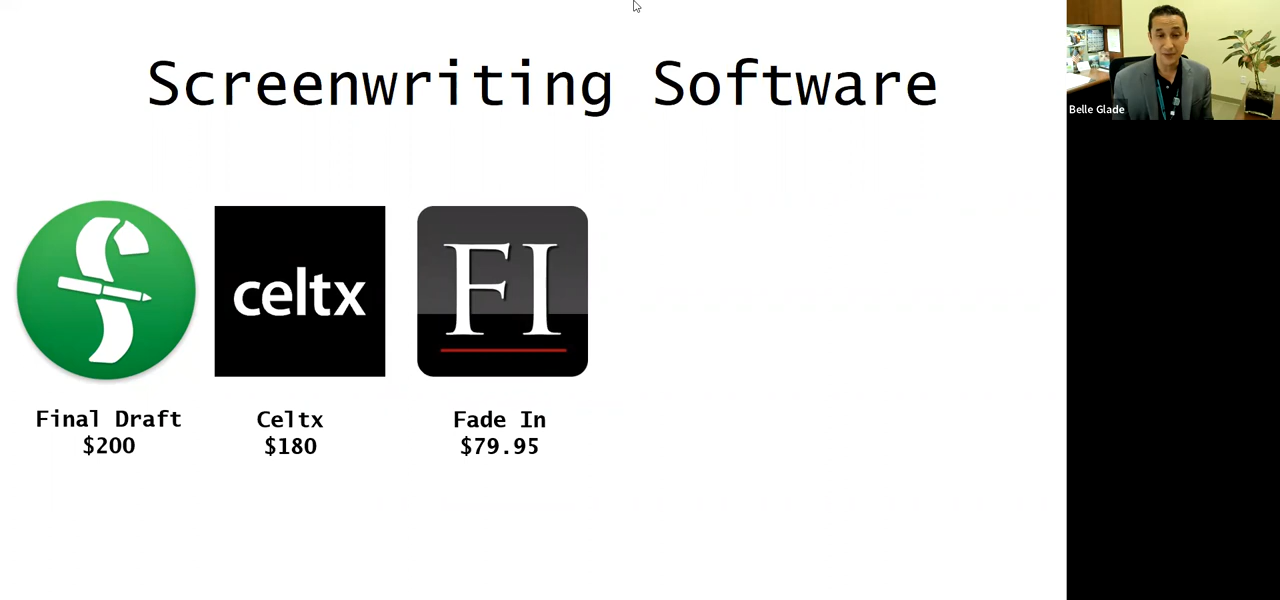 Screenwriting Software
celtx
FI
Final Draft
$200
Celtx
$180
Fade In
$79.95
Belle Glade